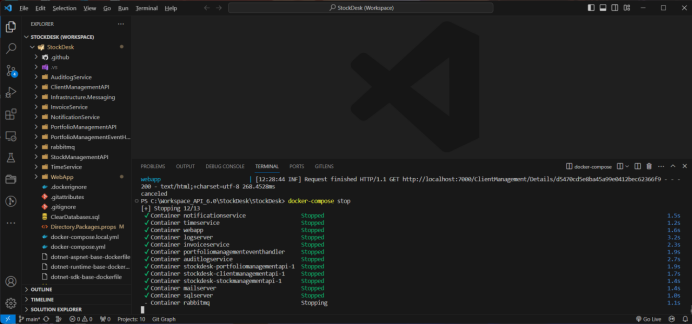 File Edit Selection View Go Run Terminal Help
StockDesk (Workspace)
EXPLORER
STOCKDESK (WORKSPACE)
StockDesk
.github
.vs
AuditlogService
ClientManagementAPI
Infrastructure.Messaging
InvoiceService
NotificationService
PortfolioManagementAPI
PortfolioManagementEventH...
rabbitmq
StockManagementAPI
TimeService
WebApp
.dockerignore
.gitattributes
.gitignore
ClearDatabases.sql
Directory.Packages.props
docker-compose.local.yml
docker-compose.yml
dotnet-aspnet-base-dockerfile
dotnet-runtime-base-docker...
dotnet-sdk-base-dockerfile
OUTLINE
TIMELINE
SOLUTION EXPLORER
PROBLEMS OUTPUT DEBUG CONSOLE TERMINAL PORTS GITLENS
docker-compose
webapp | [12:28:44 INF] Request finished HTTP/1.1 GET http://localhost:7000/ClientManagement/Details/
200 - text/html;charset=utf-8 268.4528ms
canceled
PS C:\Workspace_API_6.0\StockDesk\StockDesk> docker-compose stop
[+] Stopping 12/13
✓ Container notificationservice Stopped 1.5s
✓ Container timeservice Stopped 1.2s
✓ Container webapp Stopped 1.6s
✓ Container logserver Stopped 3.2s
✓ Container invoiceservice Stopped 2.3s
✓ Container portfoliomanagementeventhandler Stopped 2.4s
✓ Container auditlogservice Stopped 2.7s
✓ Container stockdesk-portfoliomanagementapi-1 Stopped 1.9s
✓ Container stockdesk-clientmanagementapi-1 Stopped 2.3s
✓ Container stockdesk-stockmanagementapi-1 Stopped 1.7s
✓ Container mailserver Stopped 1.4s
✓ Container sqlserver Stopped 1.0s
- Container rabbitmq Stopping 1.1s
main* 0 0 0 Projects: 10 Git Graph
Go Live